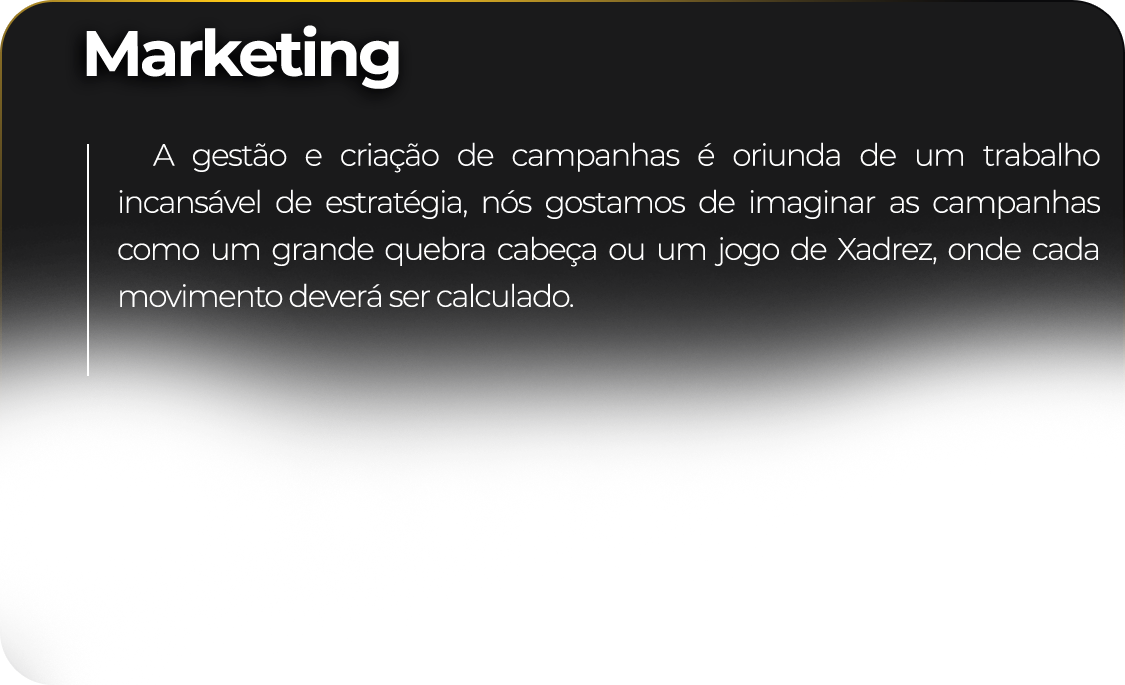 Marketing
A gestão e criação de campanhas é oriunda de um trabalho
incansável de estratégia, nós gostamos de imaginar as campanhas
como um grande quebra cabeça ou um jogo de Xadrez, onde cada
movimento deverá ser calculado.